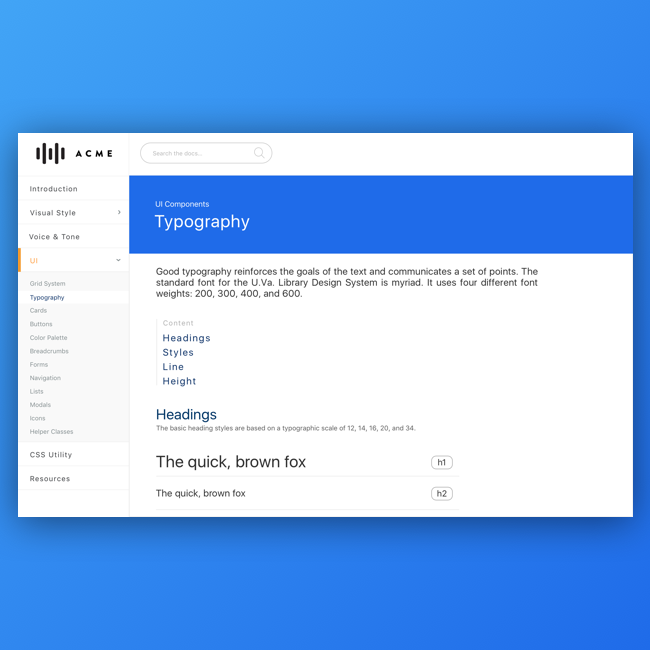 ACME
Search the docs...
Introduction
Visual Style
Voice & Tone
UI
Grid System
Typography
Cards
Buttons
Color Palette
Breadcrumbs
Forms
Navigation
Lists
Modals
Icons
Helper Classes
CSS Utility
Resources
UI Components
Typography
Good typography reinforces the goals of the text and communicates a set of points. The
standard font for the U.Va. Library Design System is myriad. It uses four different font
weights: 200, 300, 400, and 600.
Content
Headings
Styles
Line
Height
Headings
The basic heading styles are based on a typographic scale of 12, 14, 16, 20, and 34.
The quick, brown fox
h1
The quick, brown fox
h2